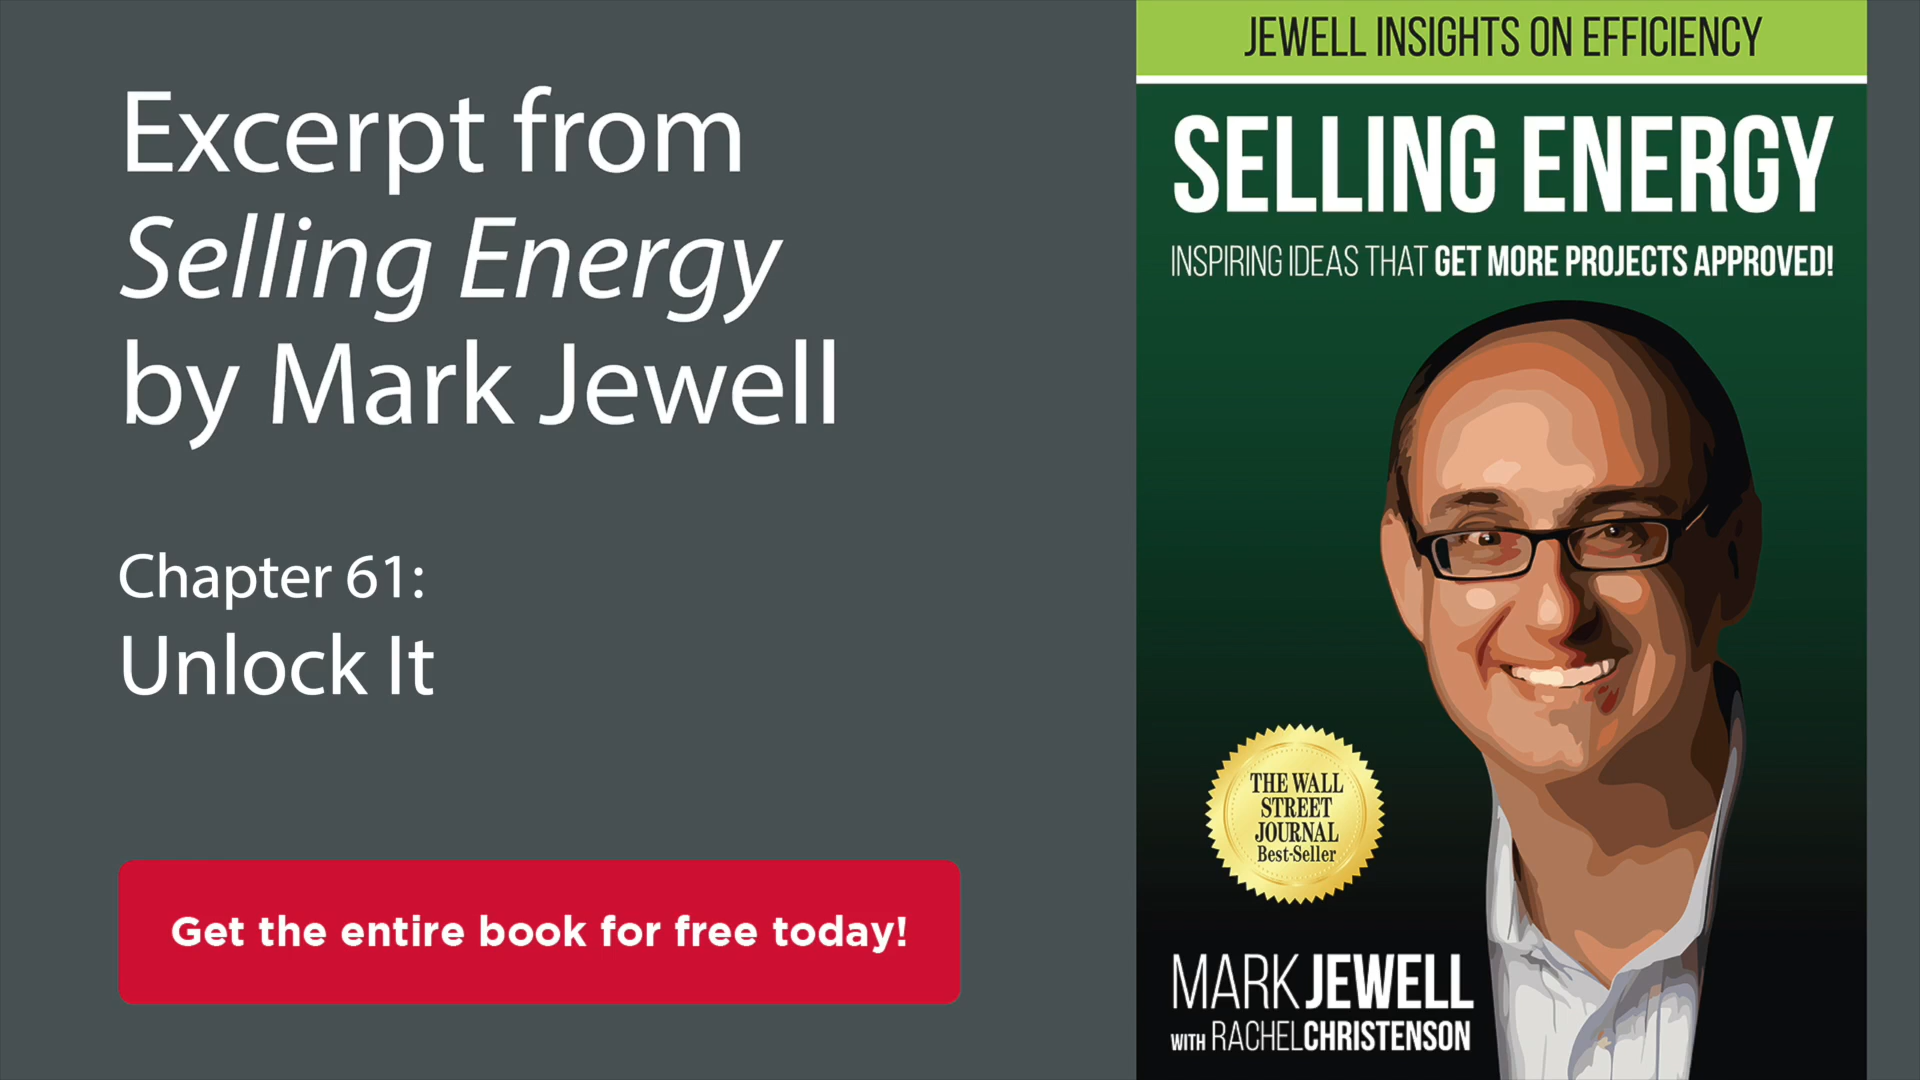 Excerpt from
Selling Energy
by Mark Jewell
Chapter 61:
Unlock It
Get the entire book for free today!
JEWELL INSIGHTS ON EFFICIENCY
SELLING ENERGY
INSPIRING IDEAS THAT GET MORE PROJECTS APPROVED!
THE WALL
STREET
JOURNAL
Best-Seller
MARK JEWELL
WITH RACHEL CHRISTENSON